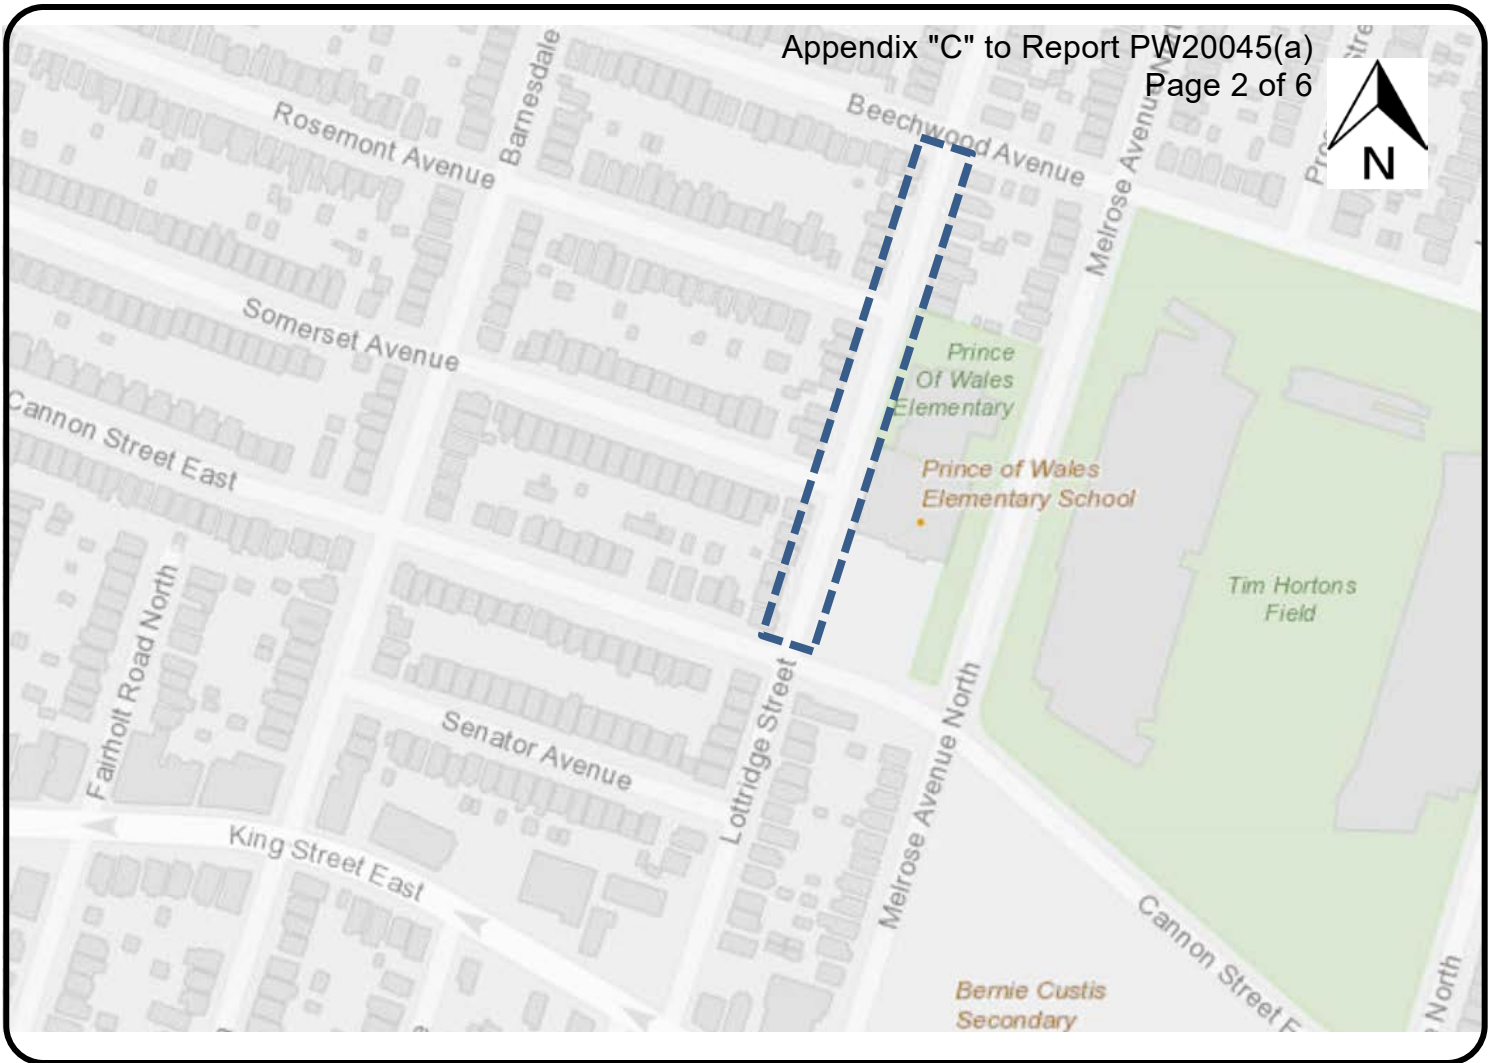 Appendix "C" to Report PW20045(a)
Page 2 of 6
N
Barnesdale
Rosemont Avenue
Beechwood Avenue
Melrose Avenue
Somerset Avenue
Prince
Of Wales
Elementary
Cannon Street East
Prince of Wales
Elementary School
Tim Hortons
Field
Fairholt Road North
Senator Avenue
Lottridge Street
Melrose Avenue North
King Street East
Cannon Street E
Bernie Custis
Secondary
North